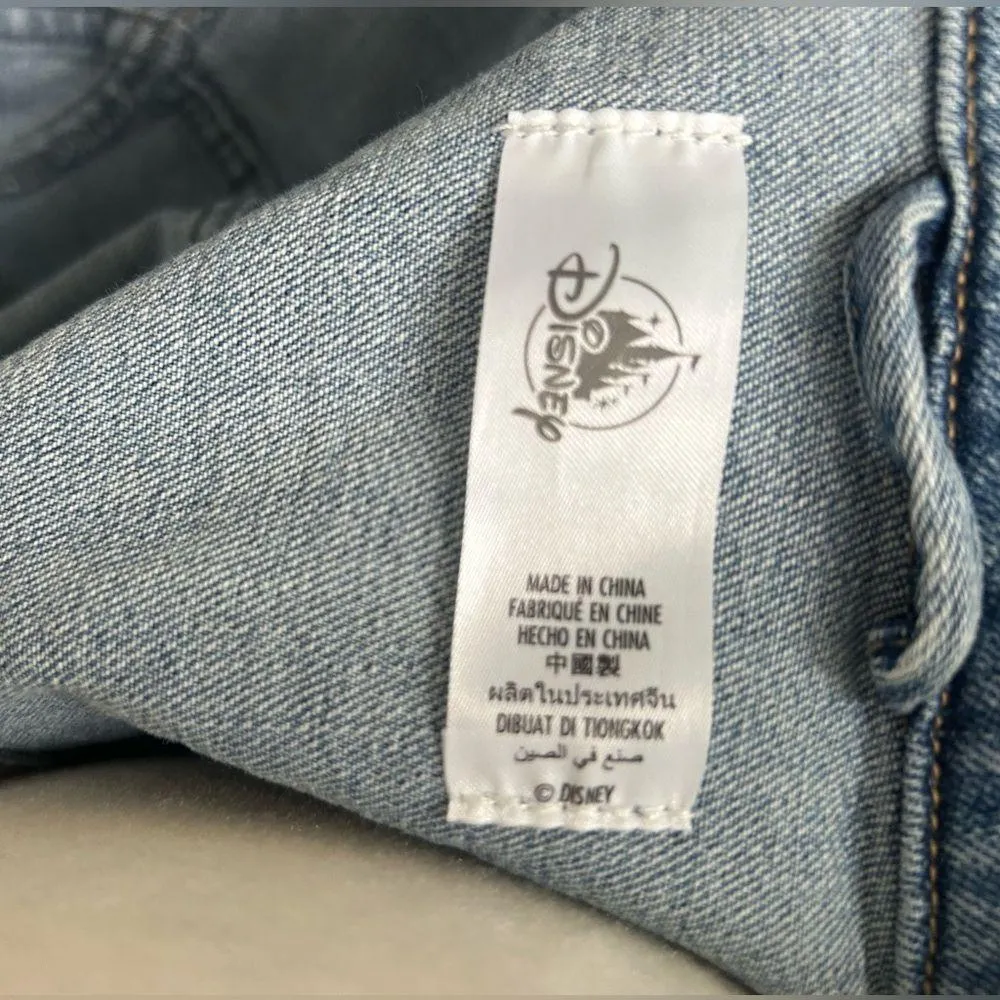 Disney
MADE IN CHINA
FABRIQUÉ EN CHINE
HECHO EN CHINA
中國製
ผลิตในประเทศจีน
DIBUAT DI TIONGKOK
صنع في الصين
© DISNEY